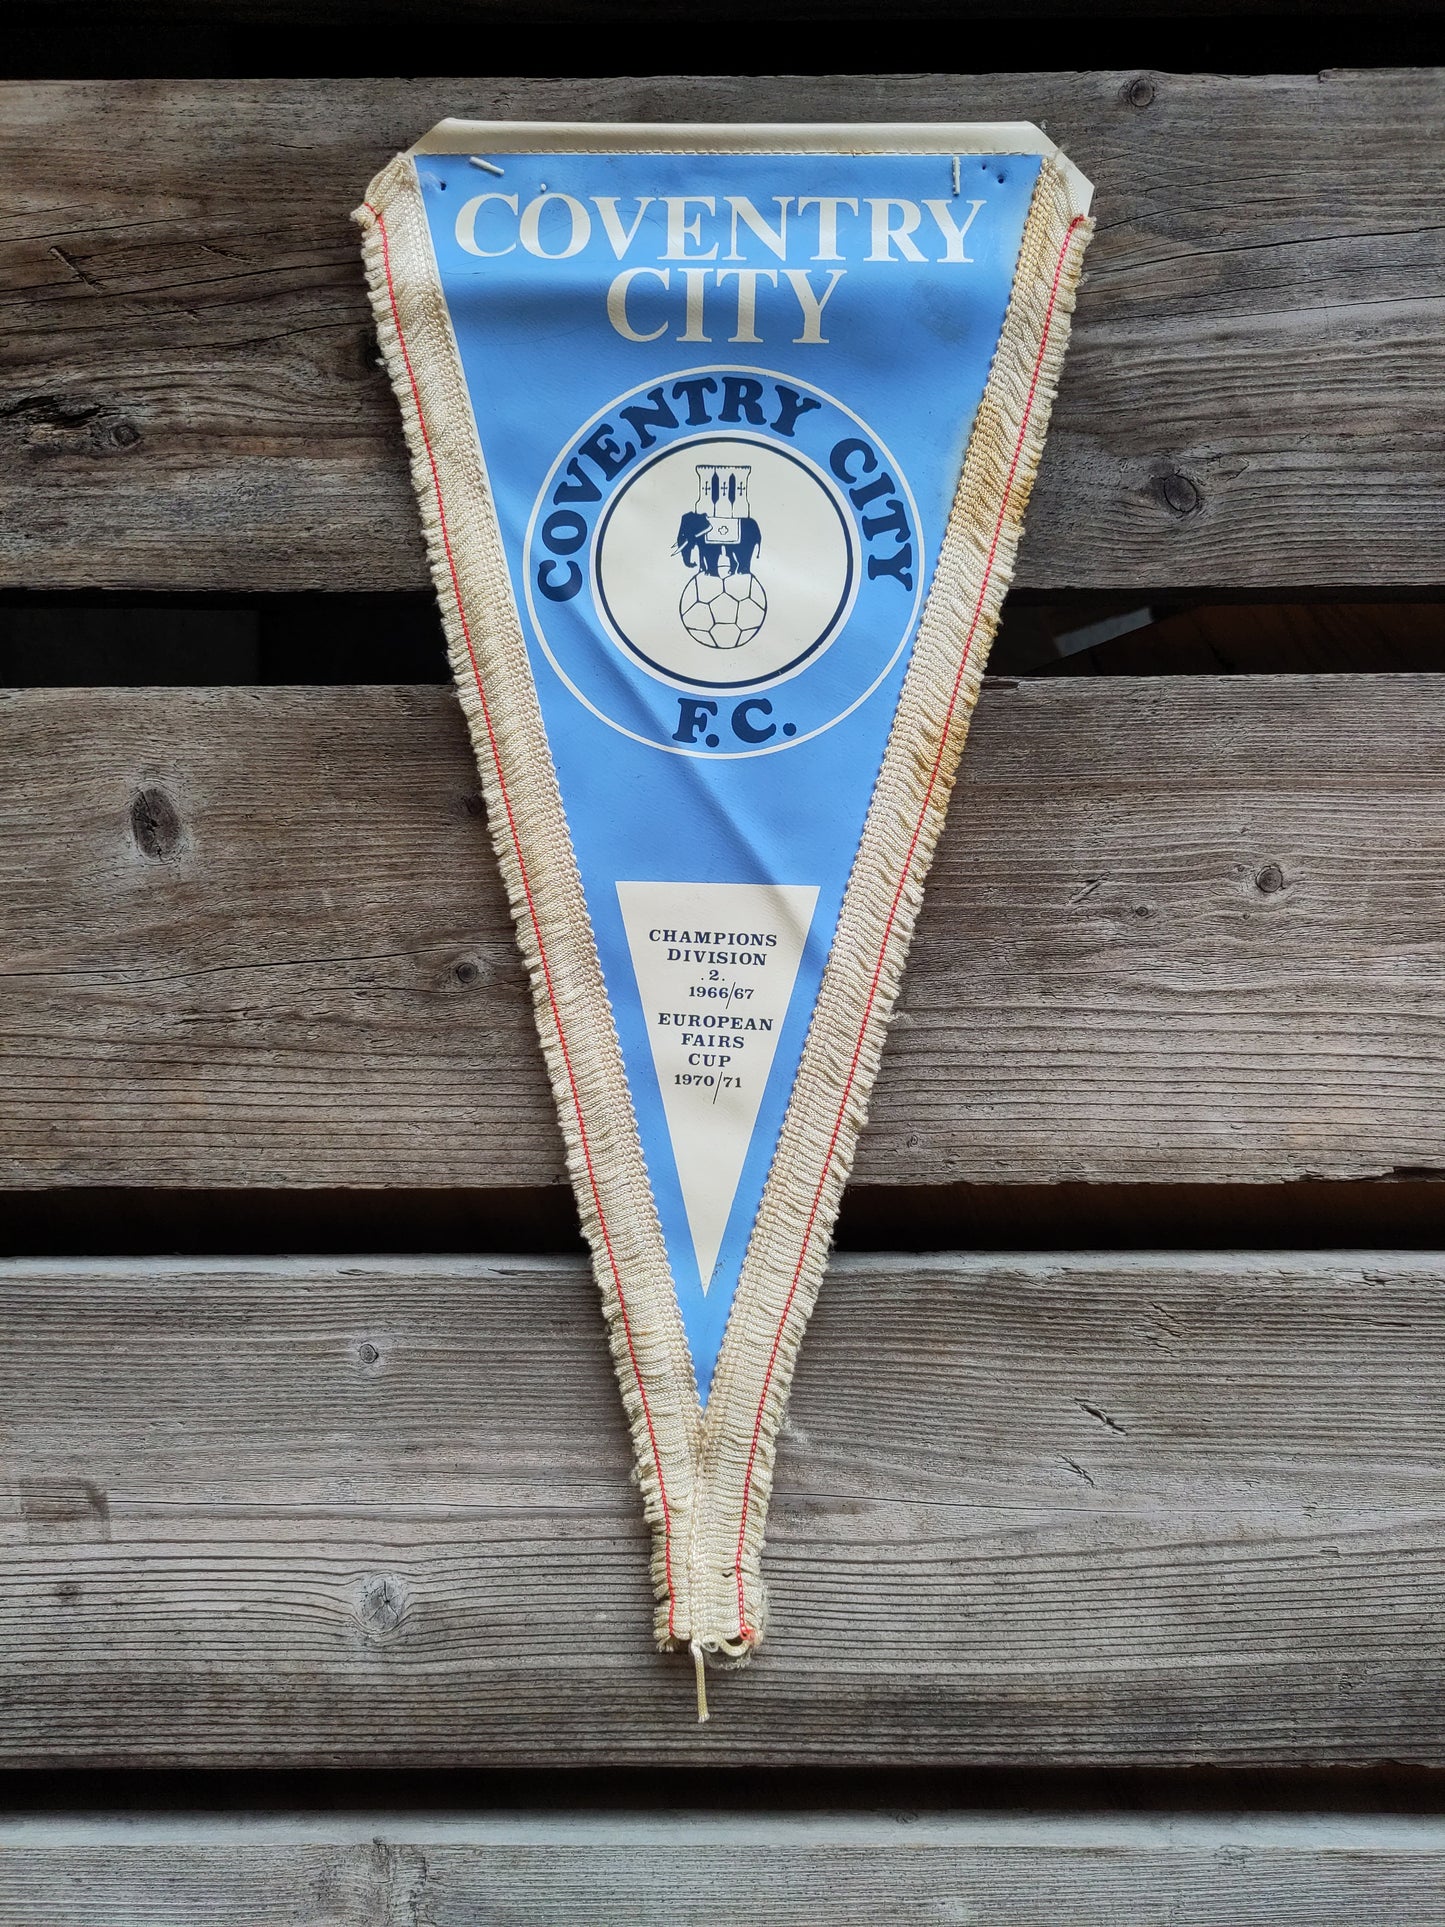 COVENTRY
CITY
COVENTRY CITY
F.C.
CHAMPIONS
DIVISION
.2.
1966/67
EUROPEAN
FAIRS
CUP
1970/71